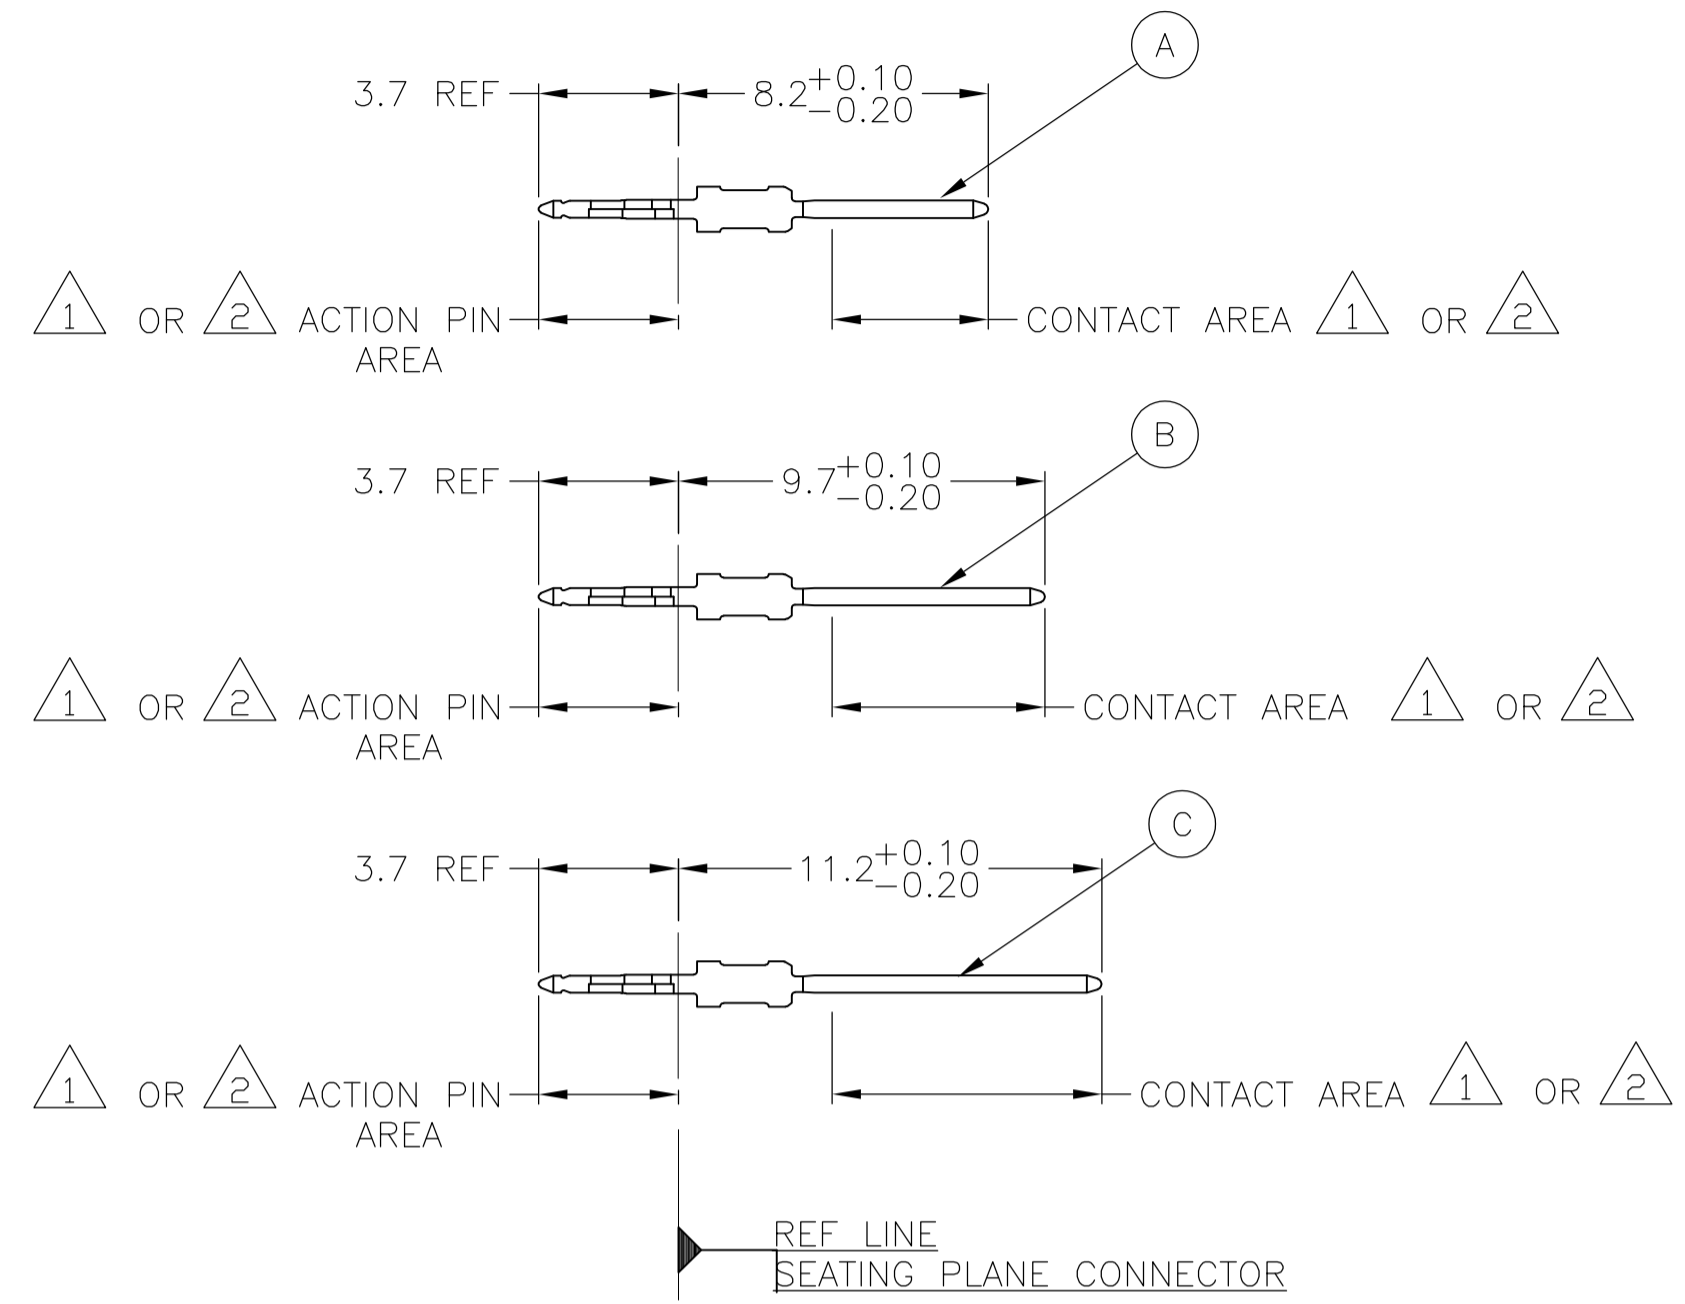 A
3.7 REF 8.2 +0.10
-0.20
1 OR 2 ACTION PIN
AREA
CONTACT AREA 1 OR 2
B
3.7 REF 9.7 +0.10
-0.20
1 OR 2 ACTION PIN
AREA
CONTACT AREA 1 OR 2
C
3.7 REF 11.2 +0.10
-0.20
1 OR 2 ACTION PIN
AREA
CONTACT AREA 1 OR 2
REF LINE
SEATING PLANE CONNECTOR